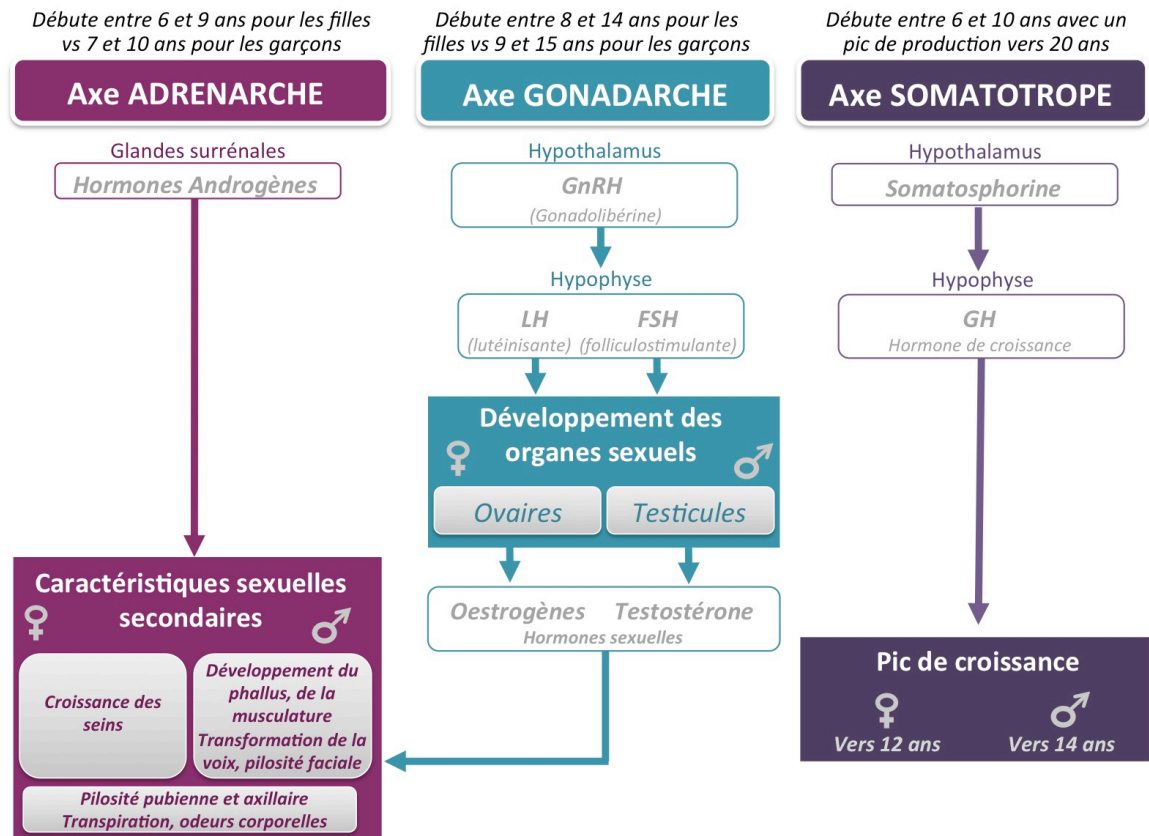 Débute entre 6 et 9 ans pour les filles
vs 7 et 10 ans pour les garçons
Axe ADRENARCHE
Glandes surrénales
Hormones Androgènes
Caractéristiques sexuelles
secondaires
Croissance des
seins
Développement du
phallus, de la
musculature
Transformation de la
voix, pilosité faciale
Pilosité pubienne et axillaire
Transpiration, odeurs corporelles
Débute entre 8 et 14 ans pour les
filles vs 9 et 15 ans pour les garçons
Axe GONADARCHE
Hypothalamus
GnRH
(Gonadolibérine)
Hypophyse
LH FSH
(lutéinisante) (folliculostimulante)
Développement des
organes sexuels
Ovaires Testicules
Oestrogènes Testostérone
Hormones sexuelles
Débute entre 6 et 10 ans avec un
pic de production vers 20 ans
Axe SOMATOTROPE
Hypothalamus
Somatosphorine
Hypophyse
GH
Hormone de croissance
Pic de croissance
Vers 12 ans Vers 14 ans